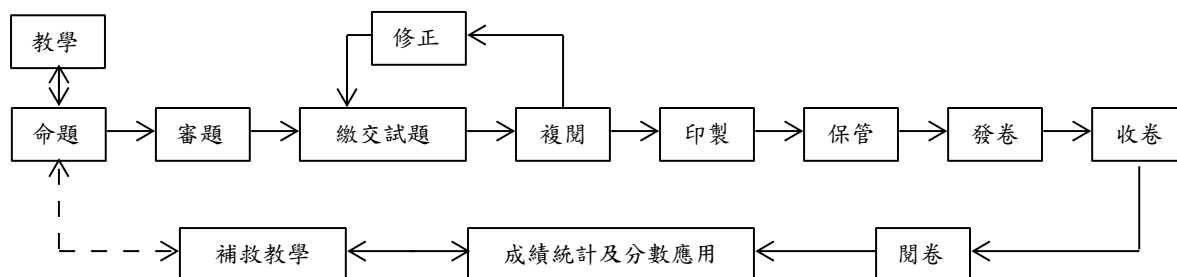 教學
修正
命題
審題
繳交試題
複閱
印製
保管
發卷
收卷
補救教學
成績統計及分數應用
閱卷